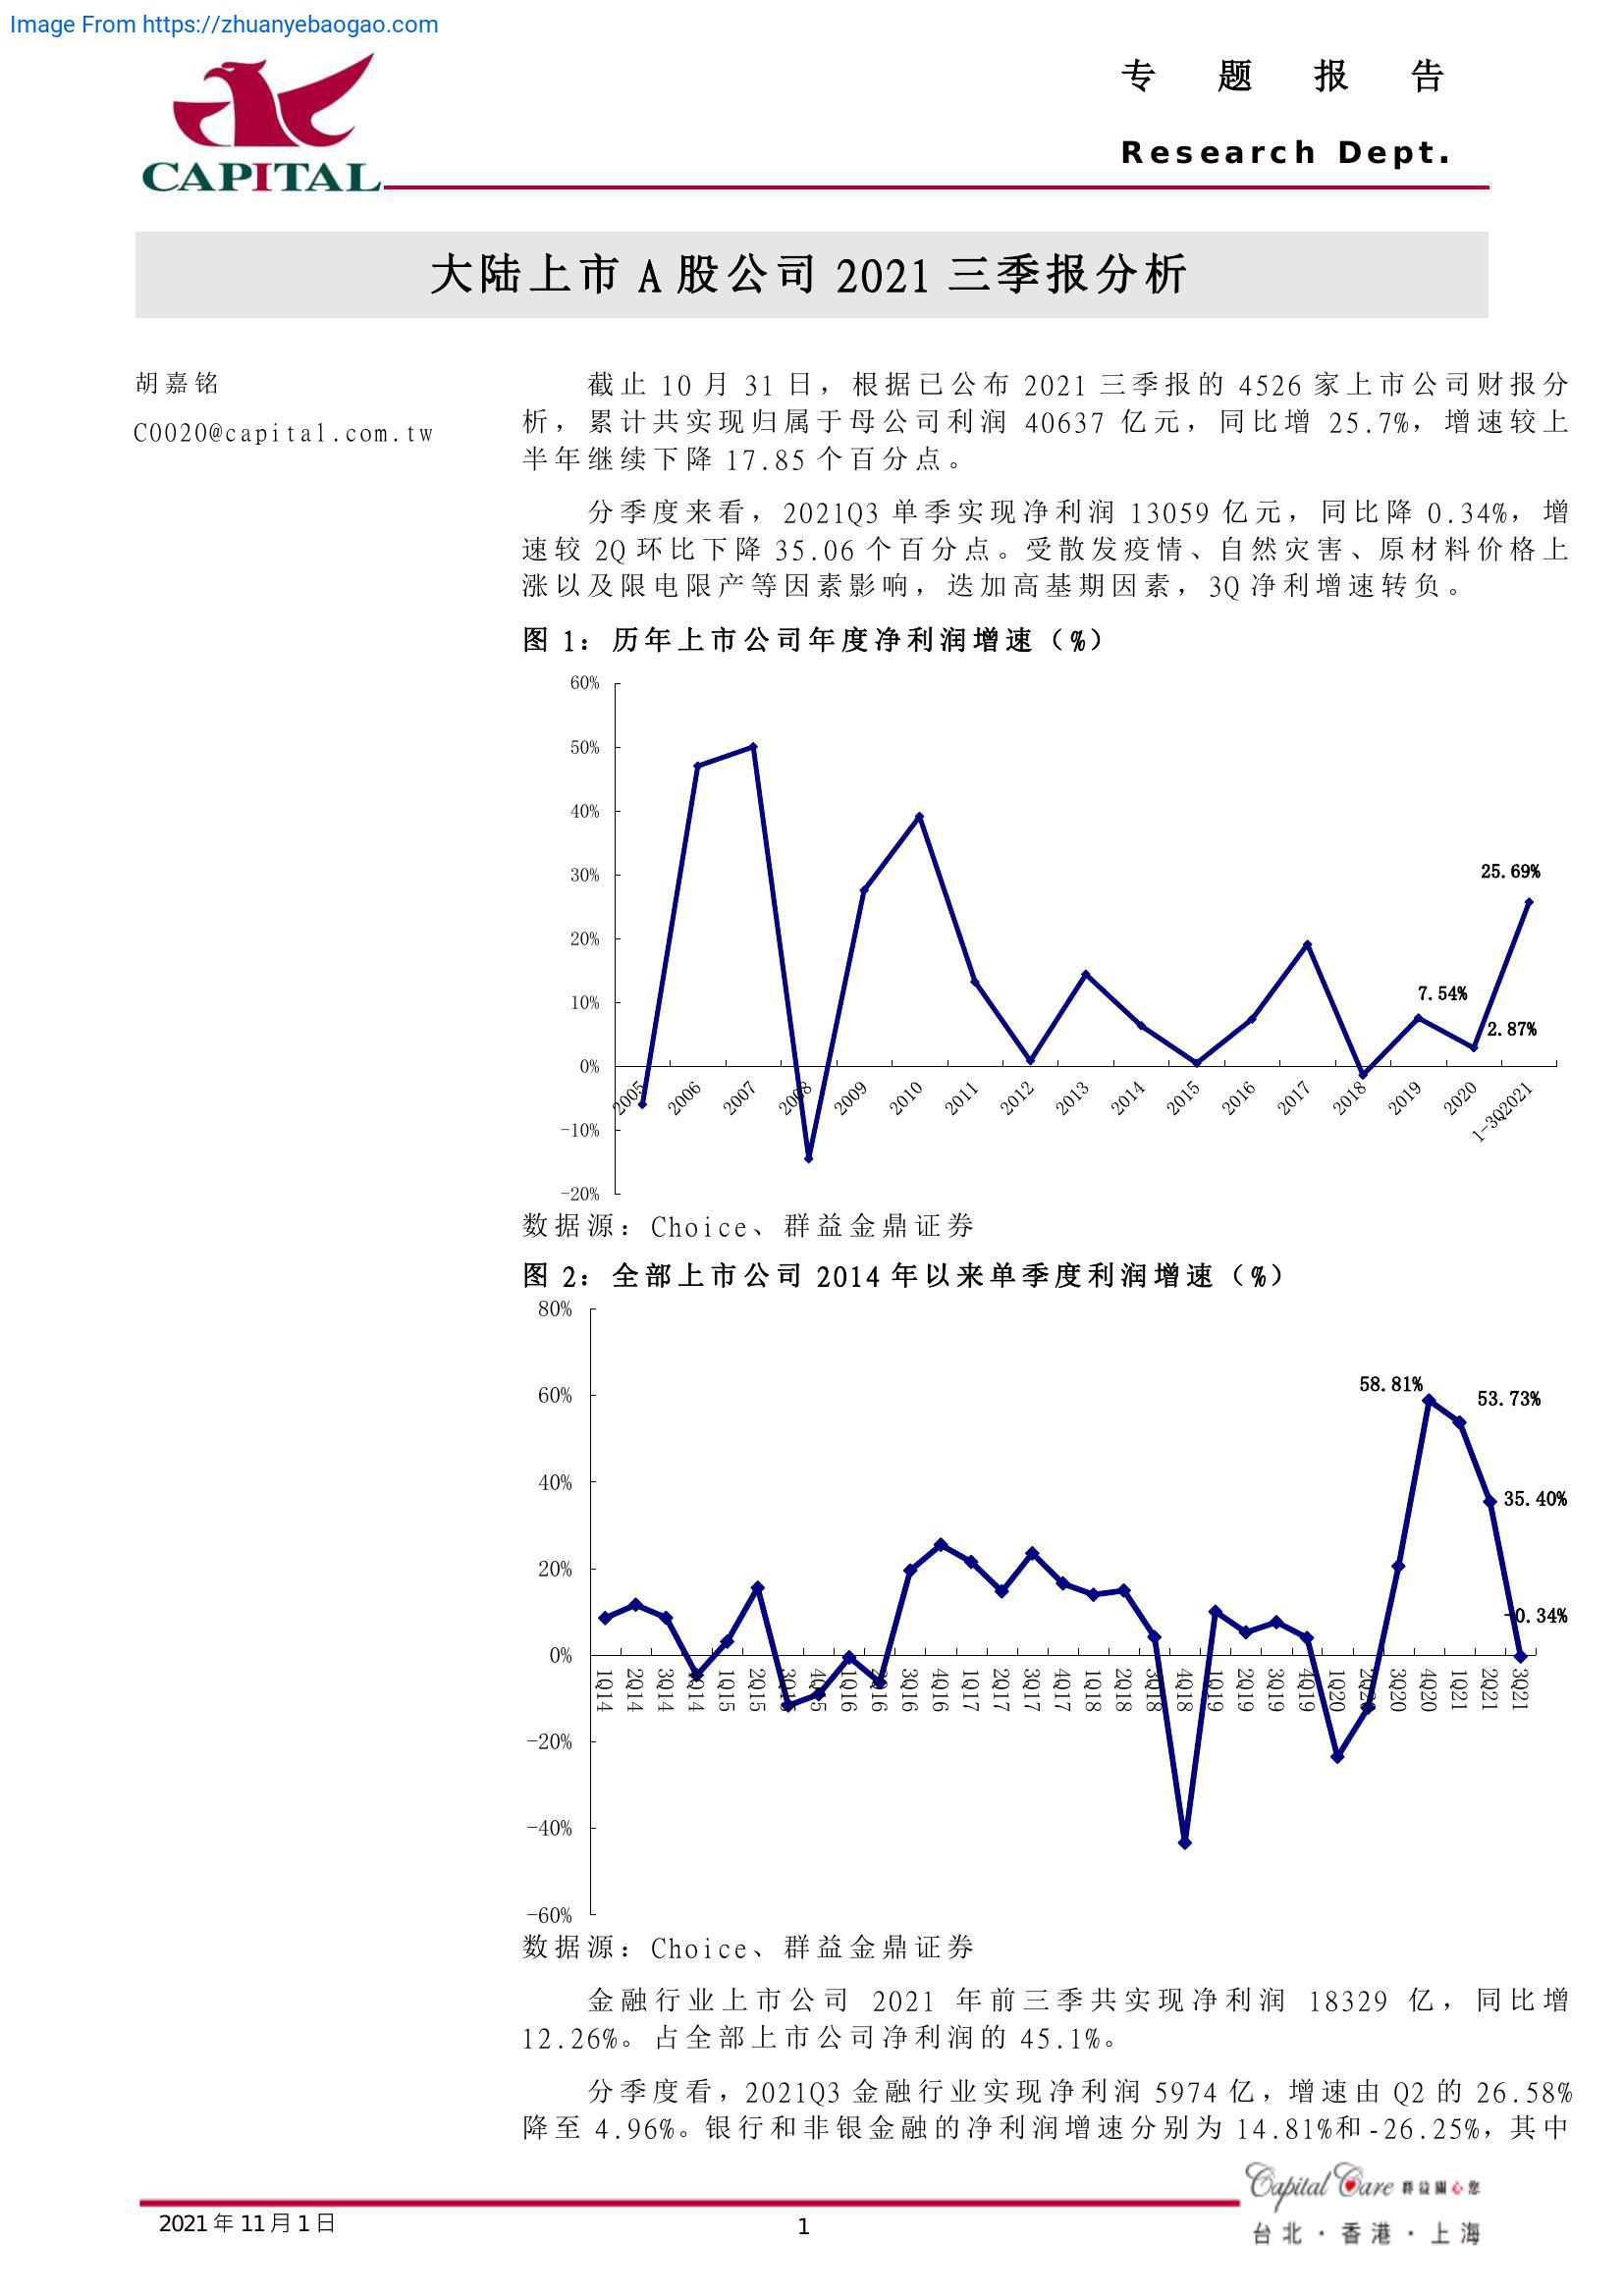 Image From https://zhuanyebaogao.com
CAPITAL
专 题 报 告
Research Dept.
大陆上市 A 股公司 2021 三季报分析
胡嘉铭
C0020@capital.com.tw
截止 10 月 31 日，根据已公布 2021 三季报的 4526 家上市公司财报分
析，累计共实现归属于母公司利润 40637 亿元，同比增 25.7%，增速较上
半年继续下降 17.85 个百分点。
分季度来看，2021Q3 单季实现净利润 13059 亿元，同比降 0.34%，增
速较 2Q 环比下降 35.06 个百分点。受散发疫情、自然灾害、原材料价格上
涨以及限电限产等因素影响，迭加高基期因素，3Q 净利增速转负。
图 1：历年上市公司年度净利润增速（%）
60%
50%
40%
30%
20%
10%
0%
-10%
-20%
25.69%
7.54%
2.87%
2005 2006 2007 2008 2009 2010 2011 2012 2013 2014 2015 2016 2017 2018 2019 2020 1-3Q2021
数据源：Choice、群益金鼎证券
图 2：全部上市公司 2014 年以来单季度利润增速（%）
80%
60%
40%
20%
0%
-20%
-40%
-60%
58.81%
53.73%
35.40%
-0.34%
1Q14 2Q14 3Q14 4Q14 1Q15 2Q15 3Q15 4Q15 1Q16 2Q16 3Q16 4Q16 1Q17 2Q17 3Q17 4Q17 1Q18 2Q18 3Q18 4Q18 1Q19 2Q19 3Q19 4Q19 1Q20 2Q20 3Q20 4Q20 1Q21 2Q21 3Q21
数据源：Choice、群益金鼎证券
金融行业上市公司 2021 年前三季共实现净利润 18329 亿，同比增
12.26%。占全部上市公司净利润的 45.1%。
分季度看，2021Q3 金融行业实现净利润 5974 亿，增速由 Q2 的 26.58%
降至 4.96%。银行和非银金融的净利润增速分别为 14.81%和-26.25%，其中
Capital Care 群益關心您
台北・香港・上海
2021 年 11 月 1 日
1